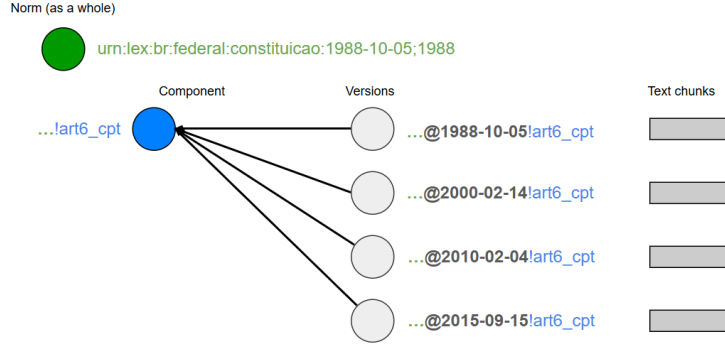 Norm (as a whole)
urn:lex:br:federal:constituicao:1988-10-05;1988
Component Versions Text chunks
...!art6_cpt ...@1988-10-05!art6_cpt
...@2000-02-14!art6_cpt
...@2010-02-04!art6_cpt
...@2015-09-15!art6_cpt